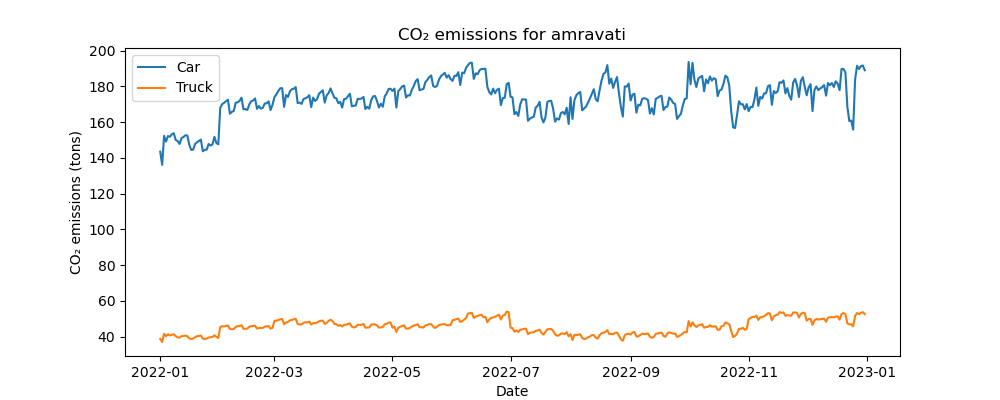 CO₂ emissions for amravati
Car
Truck
CO₂ emissions (tons)
200
180
160
140
120
100
80
60
40
2022-01 2022-03 2022-05 2022-07 2022-09 2022-11 2023-01
Date